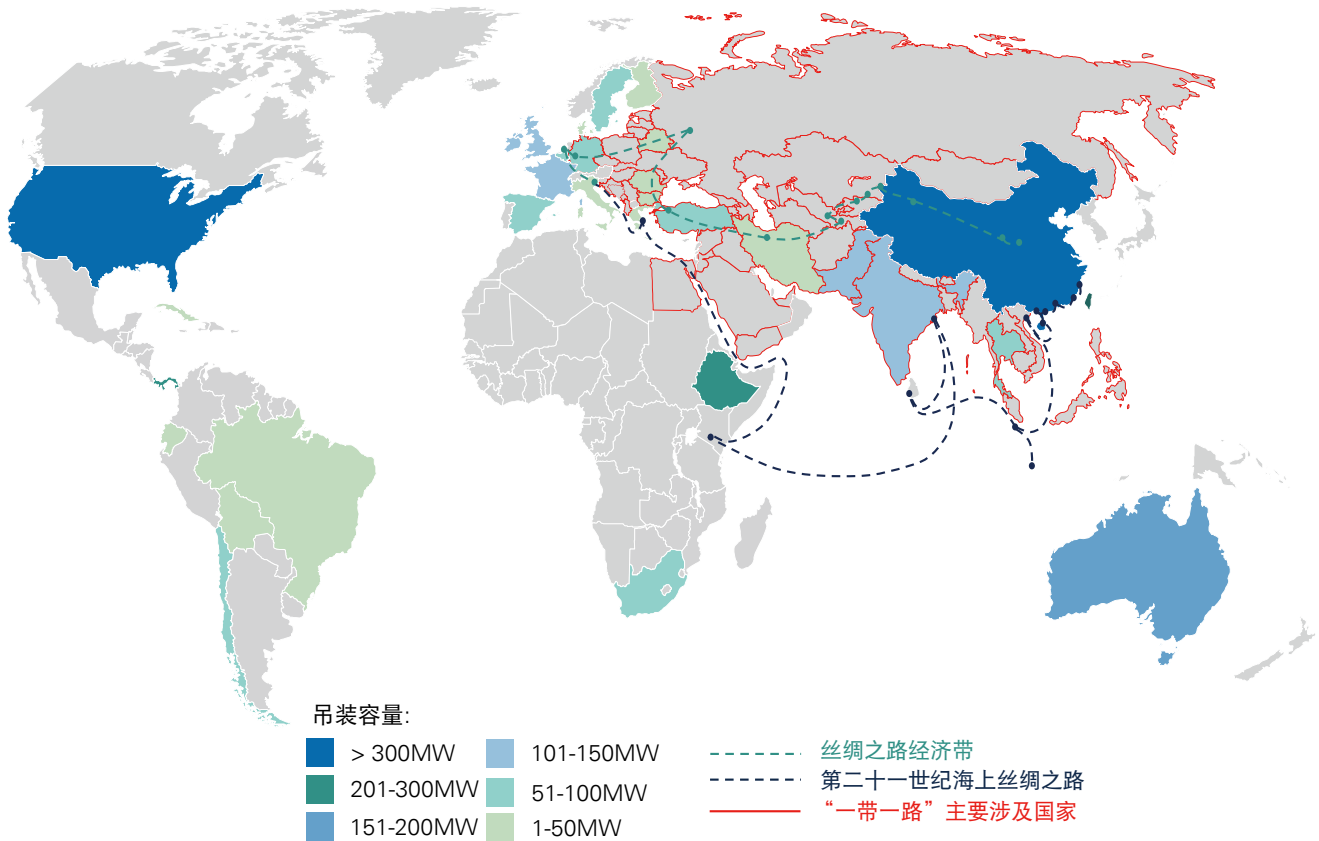 吊装容量:
> 300MW
201-300MW
151-200MW
101-150MW
51-100MW
1-50MW
丝绸之路经济带
第二十一世纪海上丝绸之路
“一带一路”主要涉及国家